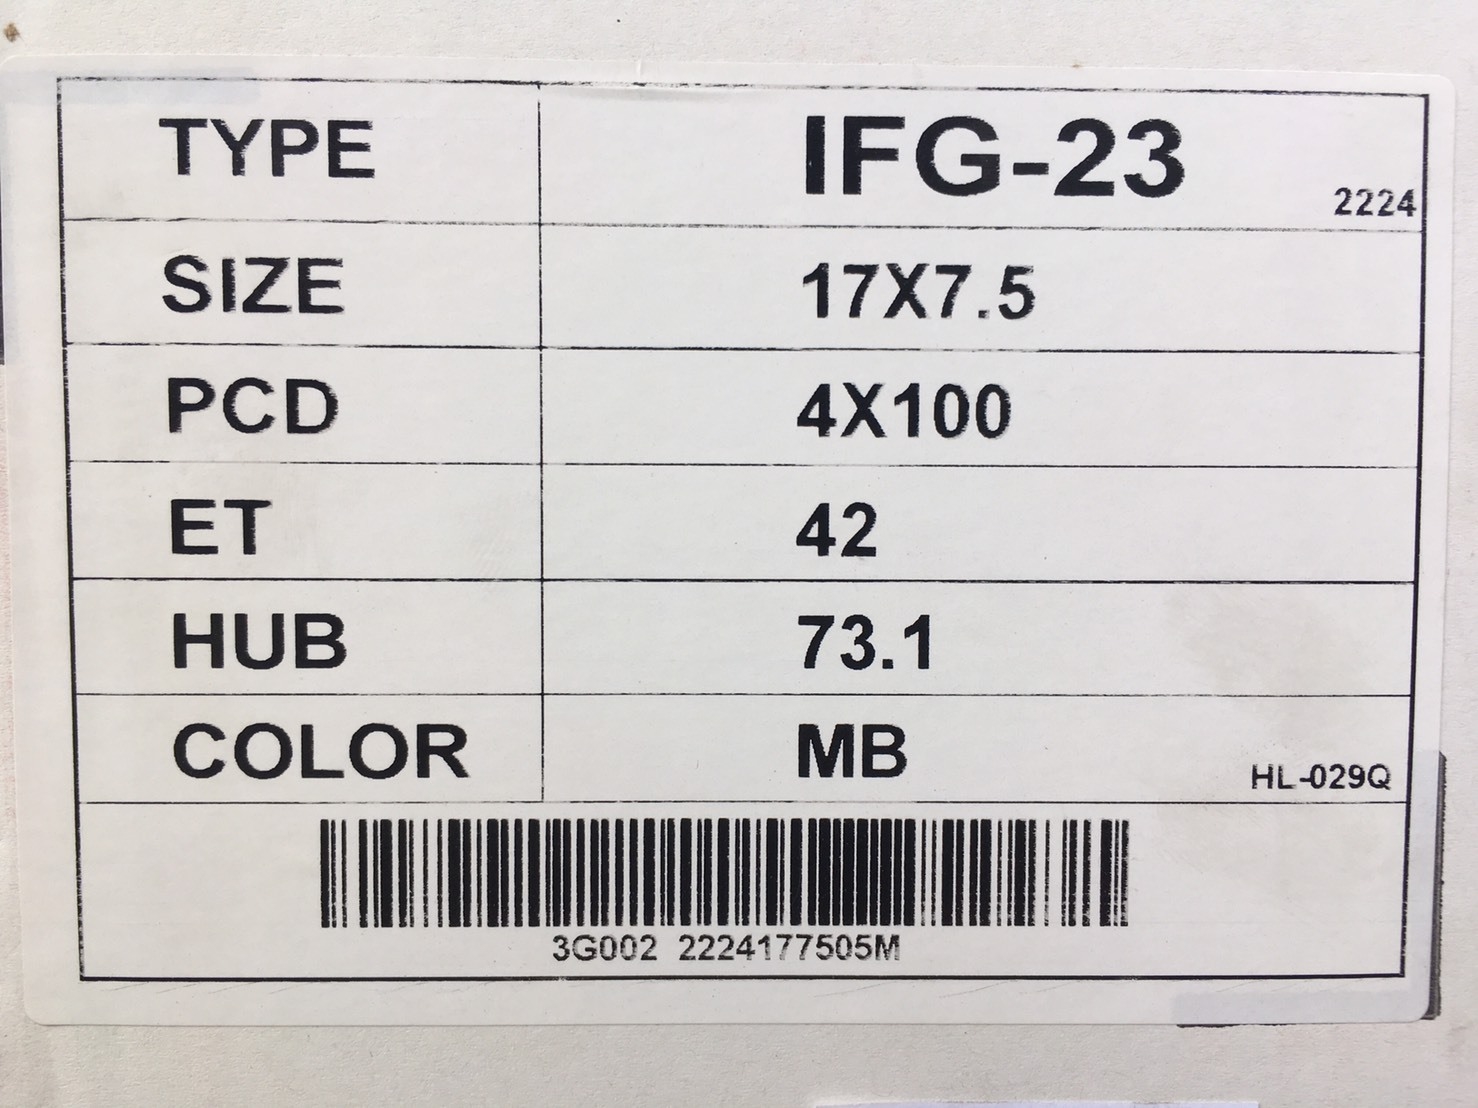 TYPE IFG-23 2224
SIZE 17X7.5
PCD 4X100
ET 42
HUB 73.1
COLOR MB HL-029Q
3G002 2224177505M